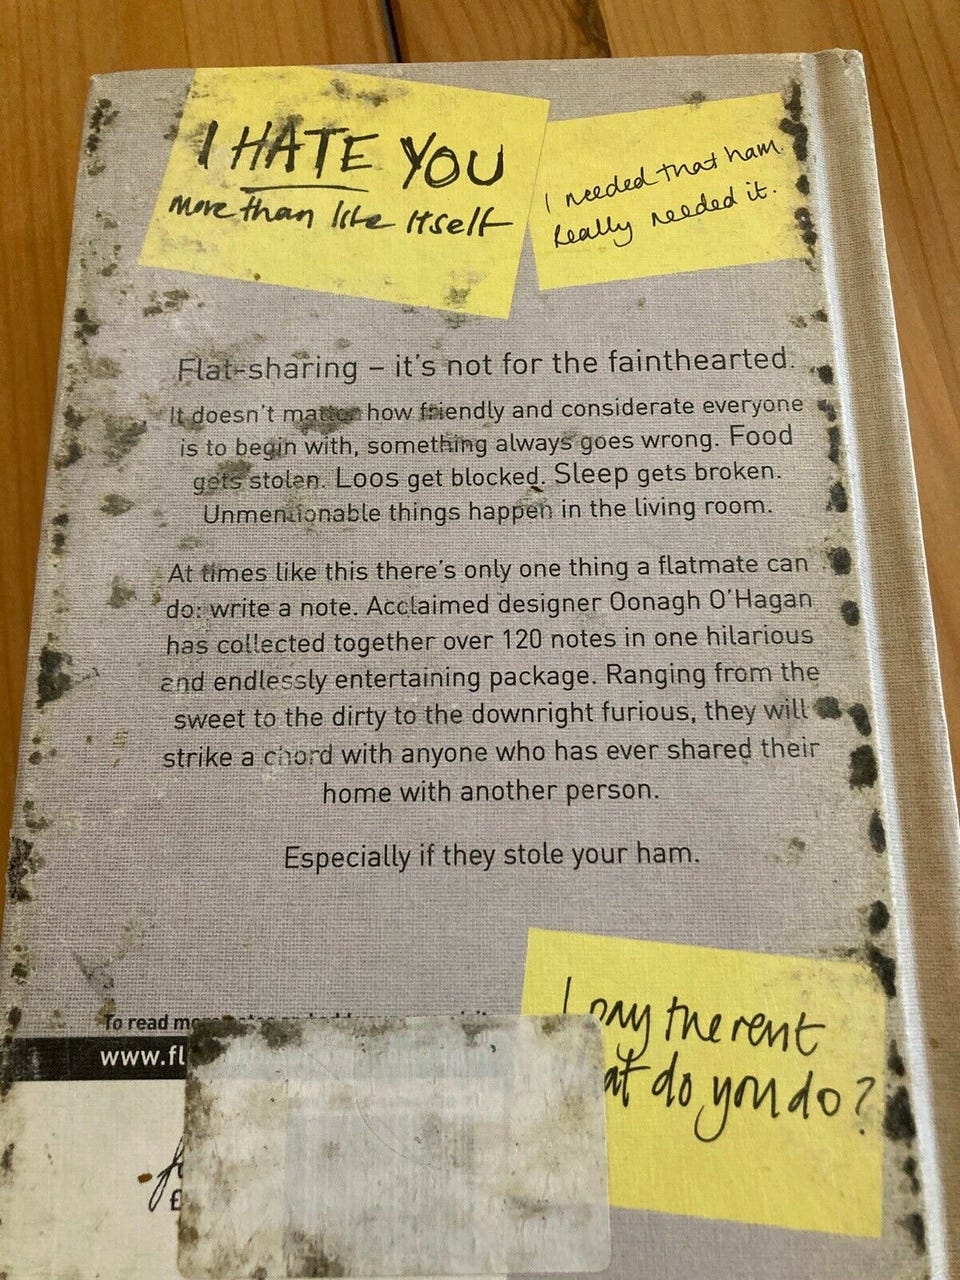 I HATE YOU
more than life itself
I needed that ham.
Really needed it.
Flat-sharing – it's not for the fainthearted.
It doesn't matter how friendly and considerate everyone
is to begin with, something always goes wrong. Food
gets stolen. Loos get blocked. Sleep gets broken.
Unmentionable things happen in the living room.
At times like this there's only one thing a flatmate can
do: write a note. Acclaimed designer Oonagh O'Hagan
has collected together over 120 notes in one hilarious
and endlessly entertaining package. Ranging from the
sweet to the dirty to the downright furious, they will
strike a chord with anyone who has ever shared their
home with another person.
Especially if they stole your ham.
I pay the rent
do you do?
To read
www.fl
£